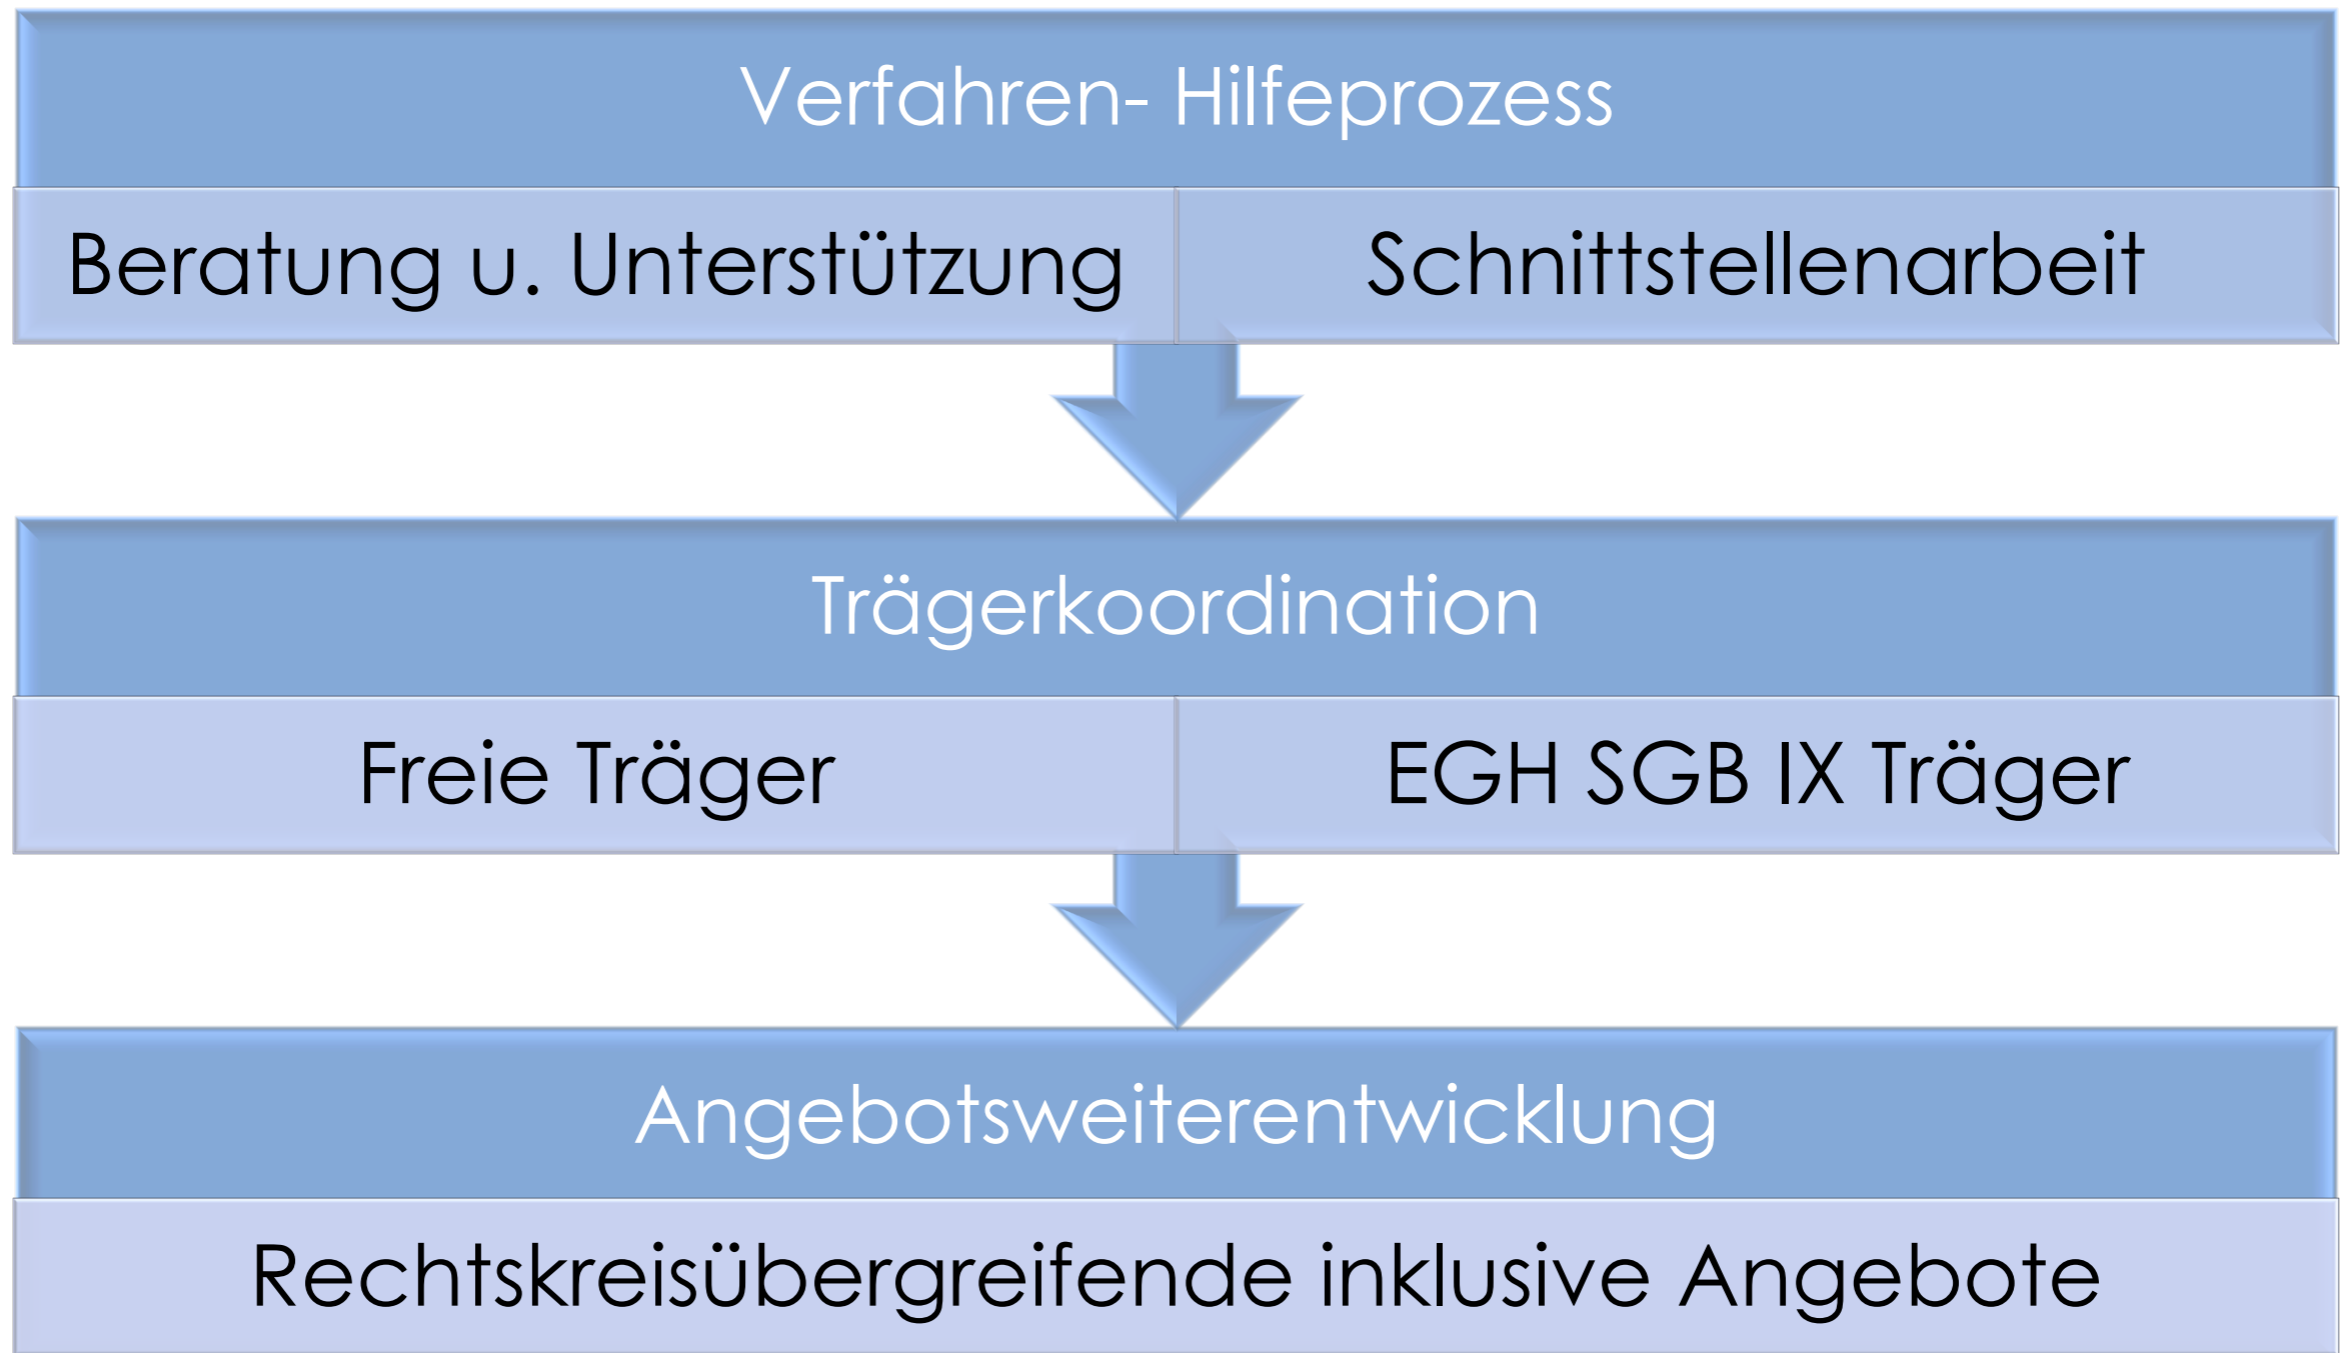 Verfahren- Hilfeprozess
Beratung u. Unterstützung
Schnittstellenarbeit
Trägerkoordination
Freie Träger
EGH SGB IX Träger
Angebotsweiterentwicklung
Rechtskreisübergreifende inklusive Angebote